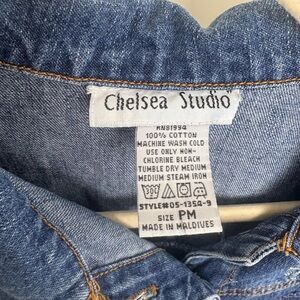 Chelsea Studio
RN81994
100% COTTON
MACHINE WASH COLD
USE ONLY NON-
CHLORINE BLEACH
TUMBLE DRY MEDIUM
MEDIUM STEAM IRON
STYLE#05-135A-9
SIZE PM
MADE IN MALDIVES